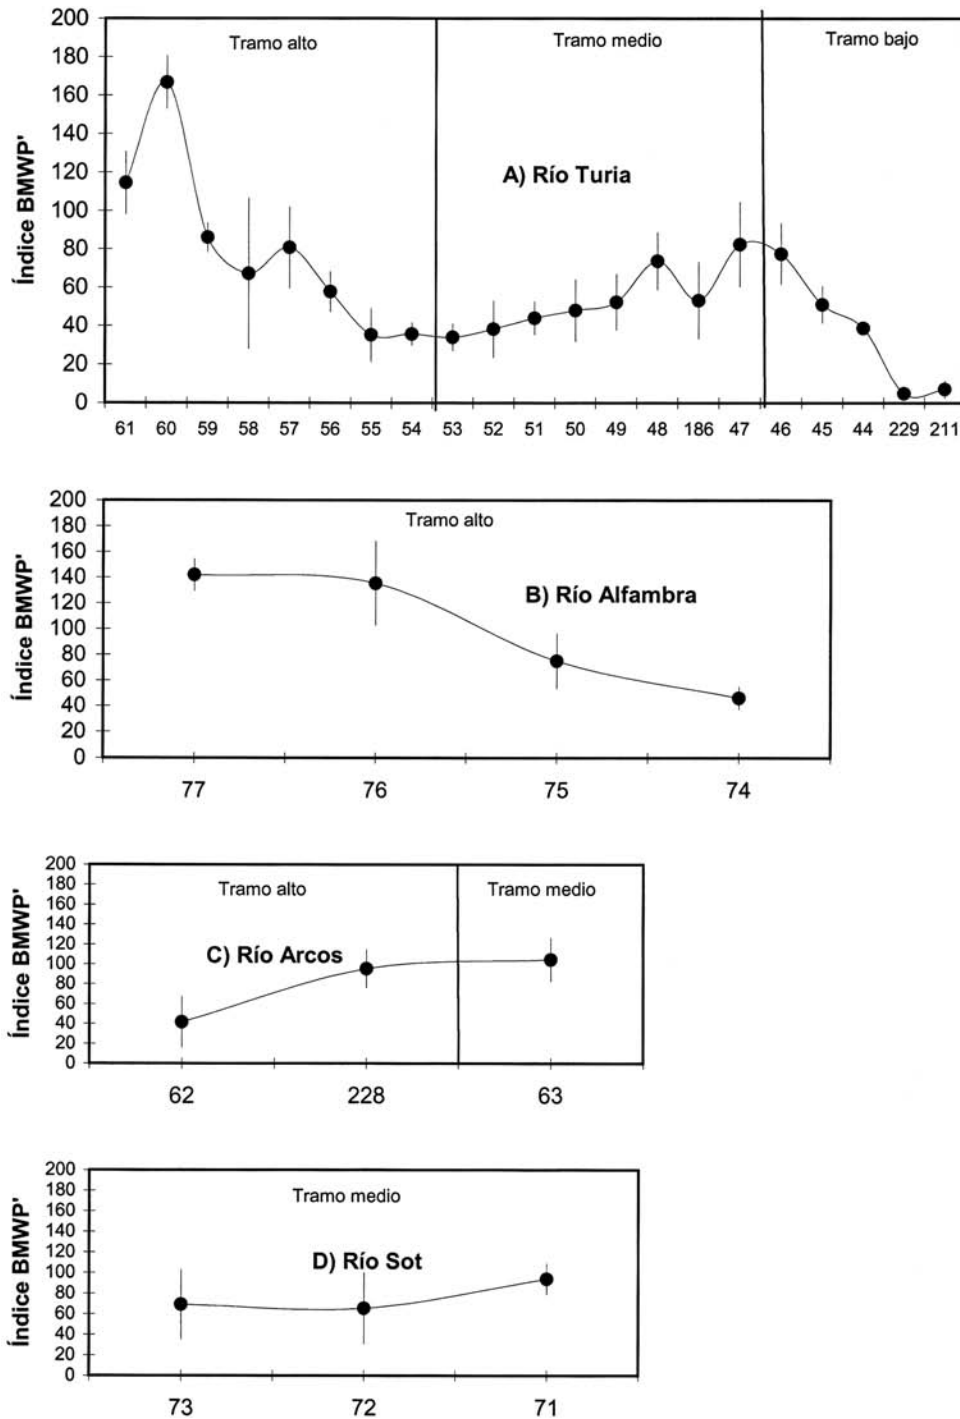 Índice BMWP'
200
180
160
140
120
100
80
60
40
20
0
Tramo alto
Tramo medio
Tramo bajo
A) Río Turia
61 60 59 58 57 56 55 54 53 52 51 50 49 48 186 47 46 45 44 229 211
Índice BMWP'
200
180
160
140
120
100
80
60
40
20
0
Tramo alto
B) Río Alfambra
77 76 75 74
Índice BMWP'
200
180
160
140
120
100
80
60
40
20
0
Tramo alto
Tramo medio
C) Río Arcos
62 228 63
Índice BMWP'
200
180
160
140
120
100
80
60
40
20
0
Tramo medio
D) Río Sot
73 72 71